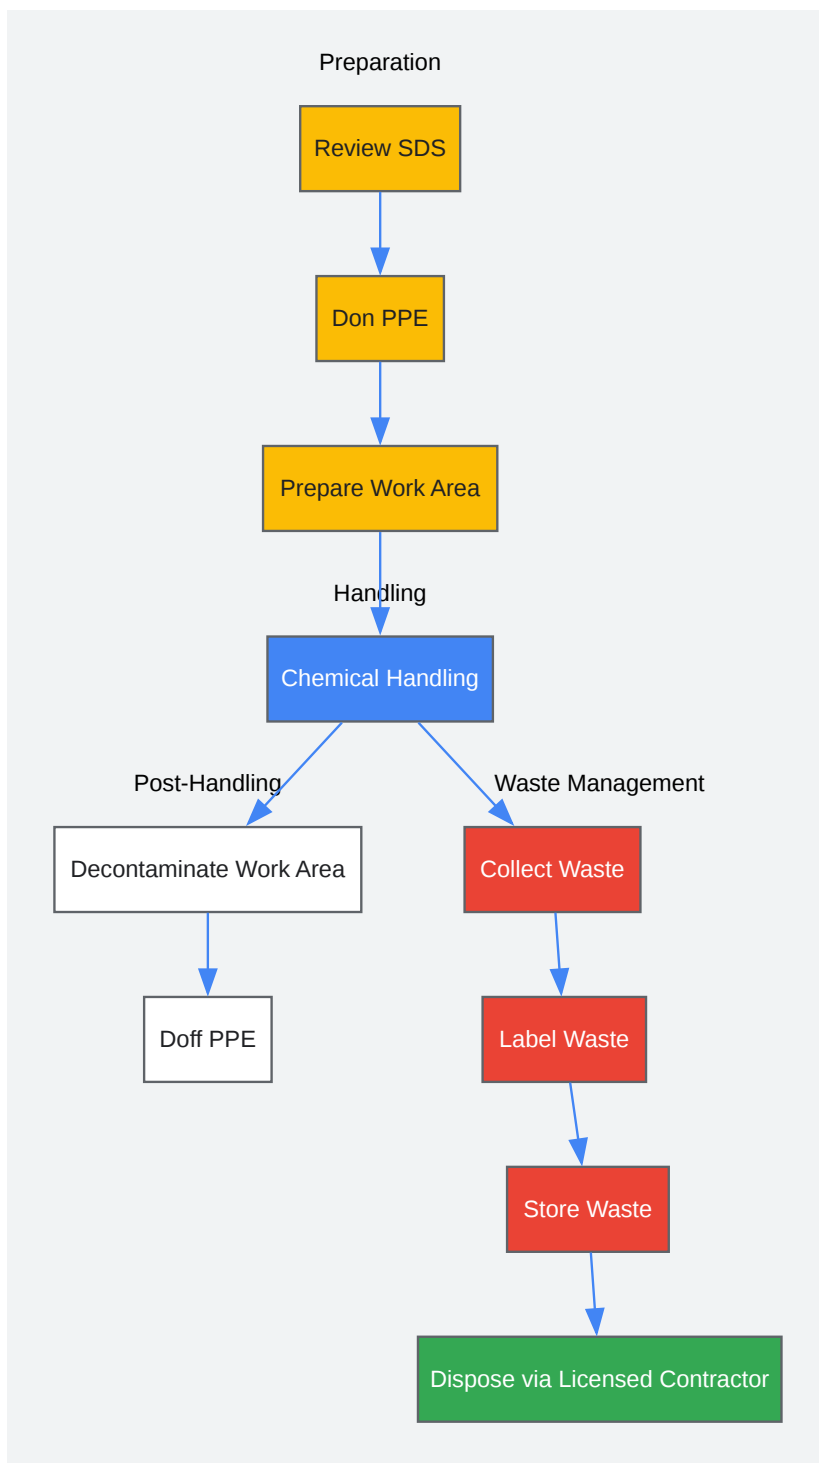 Preparation
Review SDS
Don PPE
Prepare Work Area
Handling
Chemical Handling
Post-Handling
Decontaminate Work Area
Doff PPE
Waste Management
Collect Waste
Label Waste
Store Waste
Dispose via Licensed Contractor